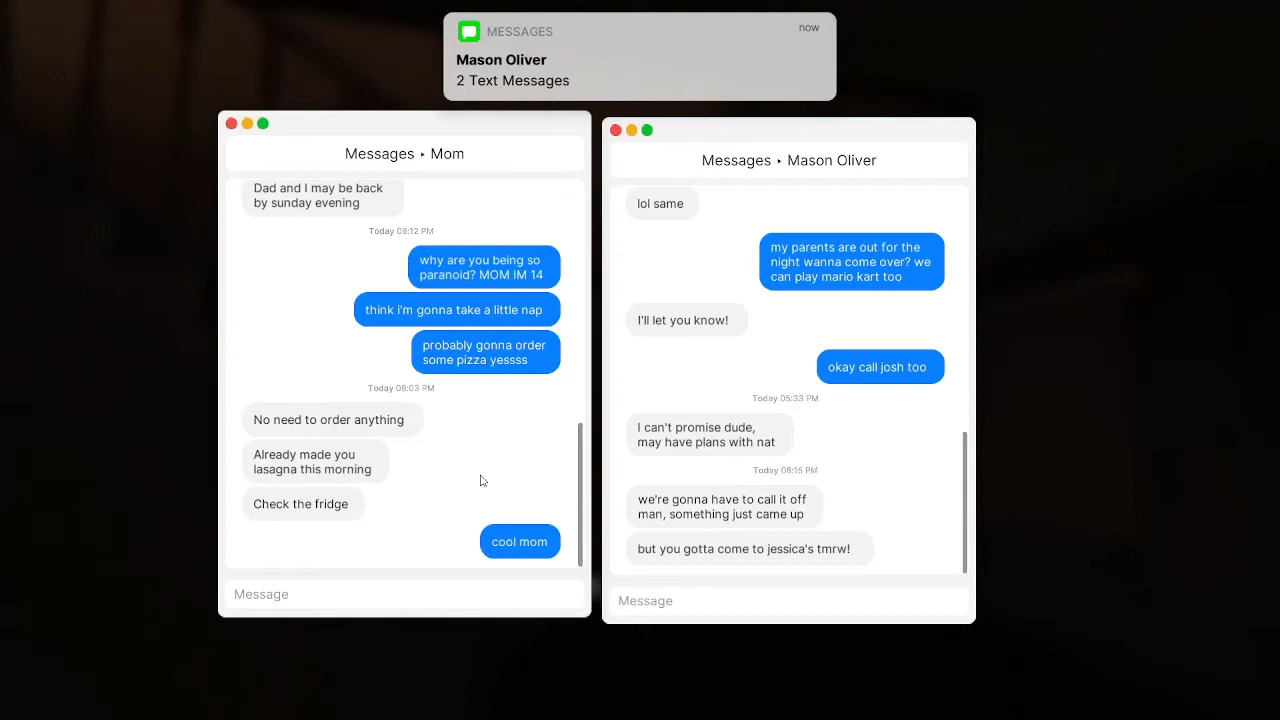 MESSAGES
now
Mason Oliver
2 Text Messages
Messages ‣ Mom
Dad and I may be back
by sunday evening
Today 08:12 PM
why are you being so
paranoid? MOM IM 14
think i'm gonna take a little nap
probably gonna order
some pizza yessss
Today 08:03 PM
No need to order anything
Already made you
lasagna this morning
Check the fridge
cool mom
Message
Messages ‣ Mason Oliver
lol same
my parents are out for the
night wanna come over? we
can play mario kart too
I'll let you know!
okay call josh too
Today 05:33 PM
I can't promise dude,
may have plans with nat
Today 08:15 PM
we're gonna have to call it off
man, something just came up
but you gotta come to jessica's tmrw!
Message